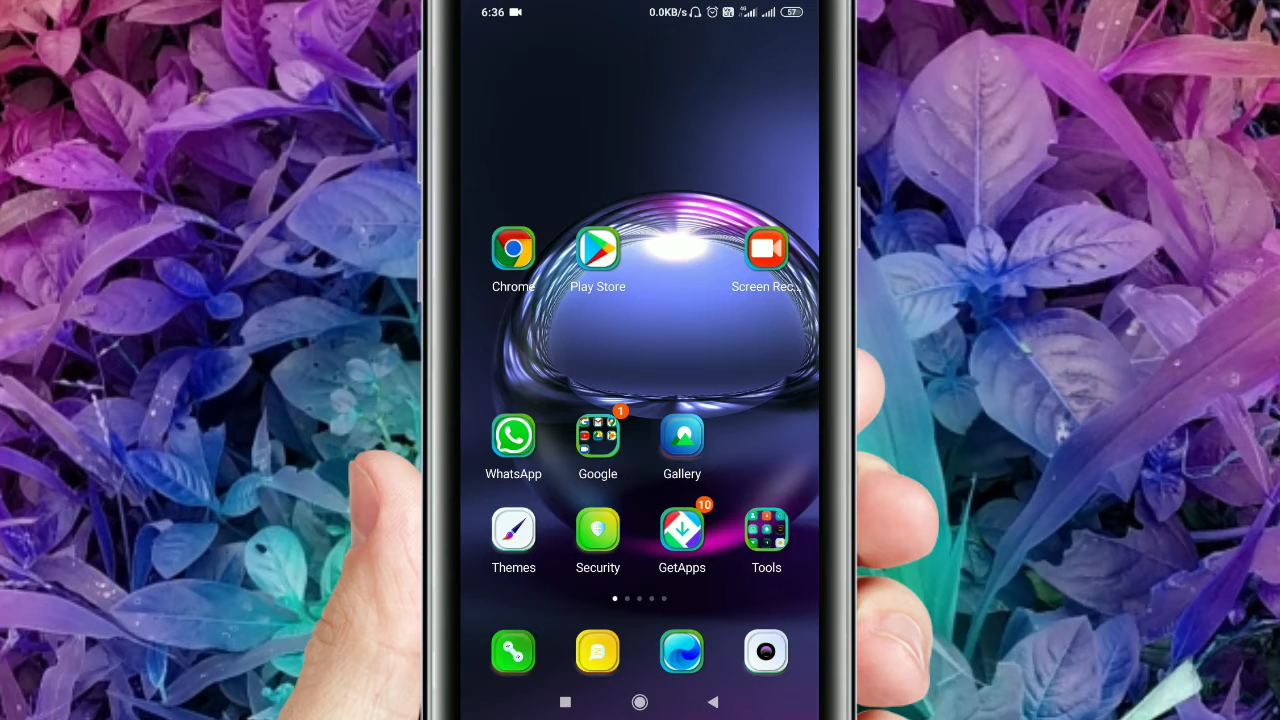 6:36
0.0KB/s 4G 57
Chrome Play Store Screen Rec...
1
WhatsApp Google Gallery
10
Themes Security GetApps Tools